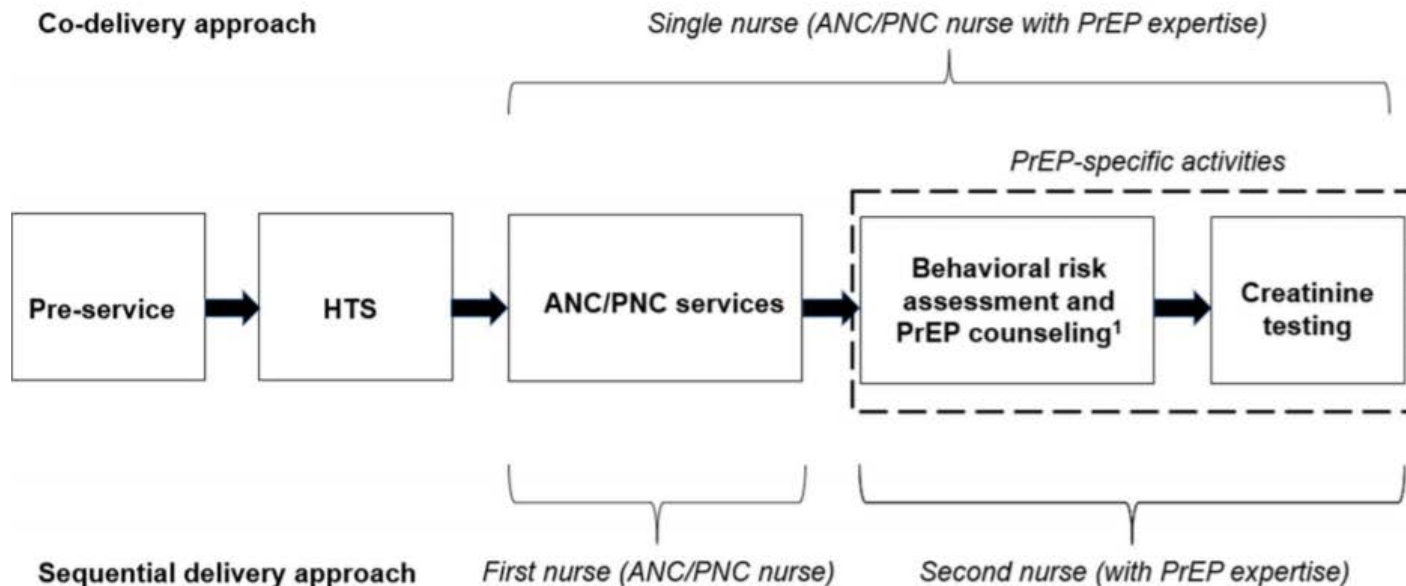 Co-delivery approach
Single nurse (ANC/PNC nurse with PrEP expertise)
PrEP-specific activities
Pre-service
HTS
ANC/PNC services
Behavioral risk
assessment and
PrEP counseling¹
Creatinine
testing
Sequential delivery approach
First nurse (ANC/PNC nurse)
Second nurse (with PrEP expertise)